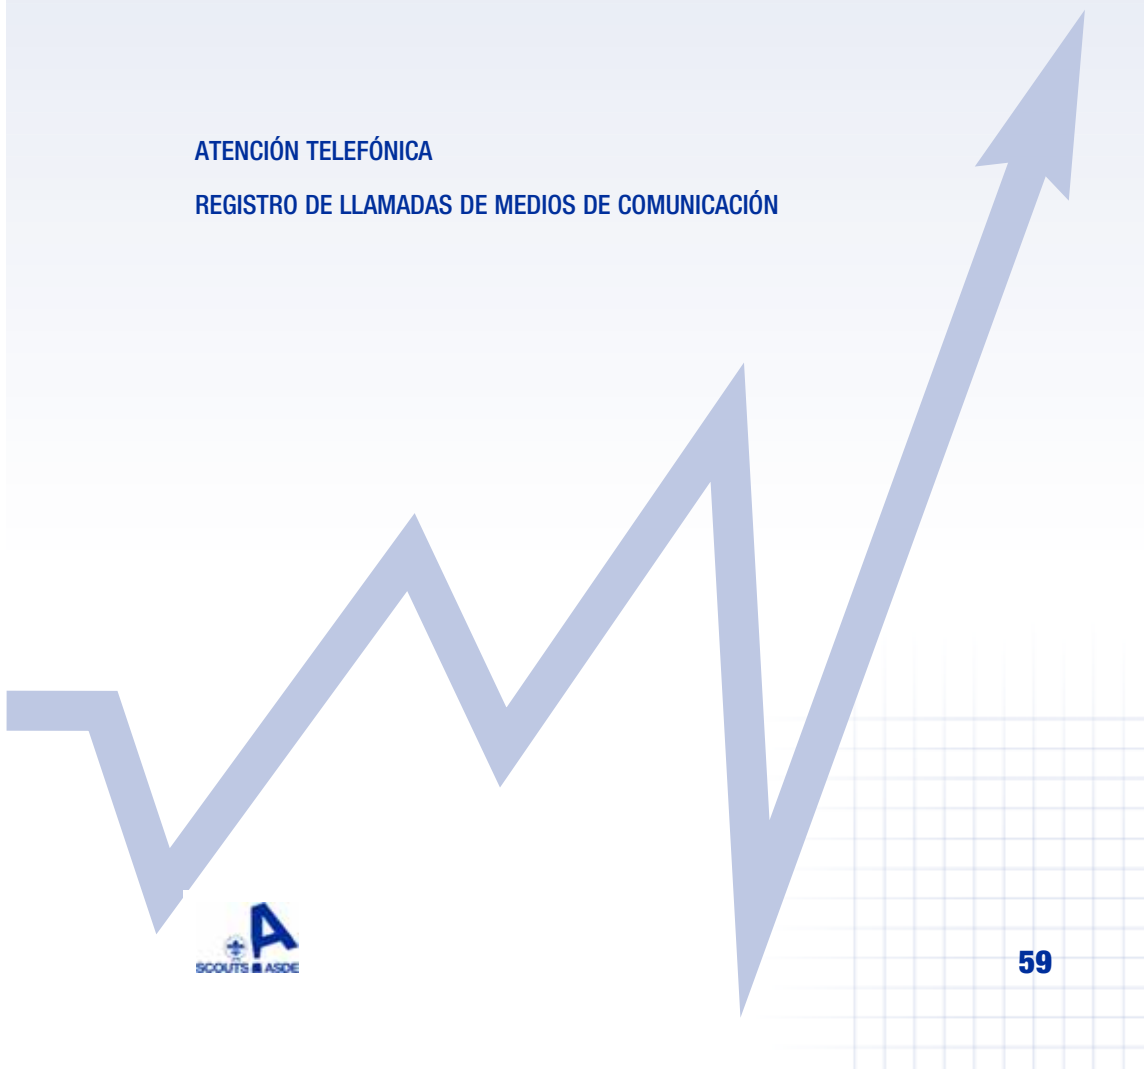 ATENCIÓN TELEFÓNICA
REGISTRO DE LLAMADAS DE MEDIOS DE COMUNICACIÓN
A
SCOUTS ASDE
59